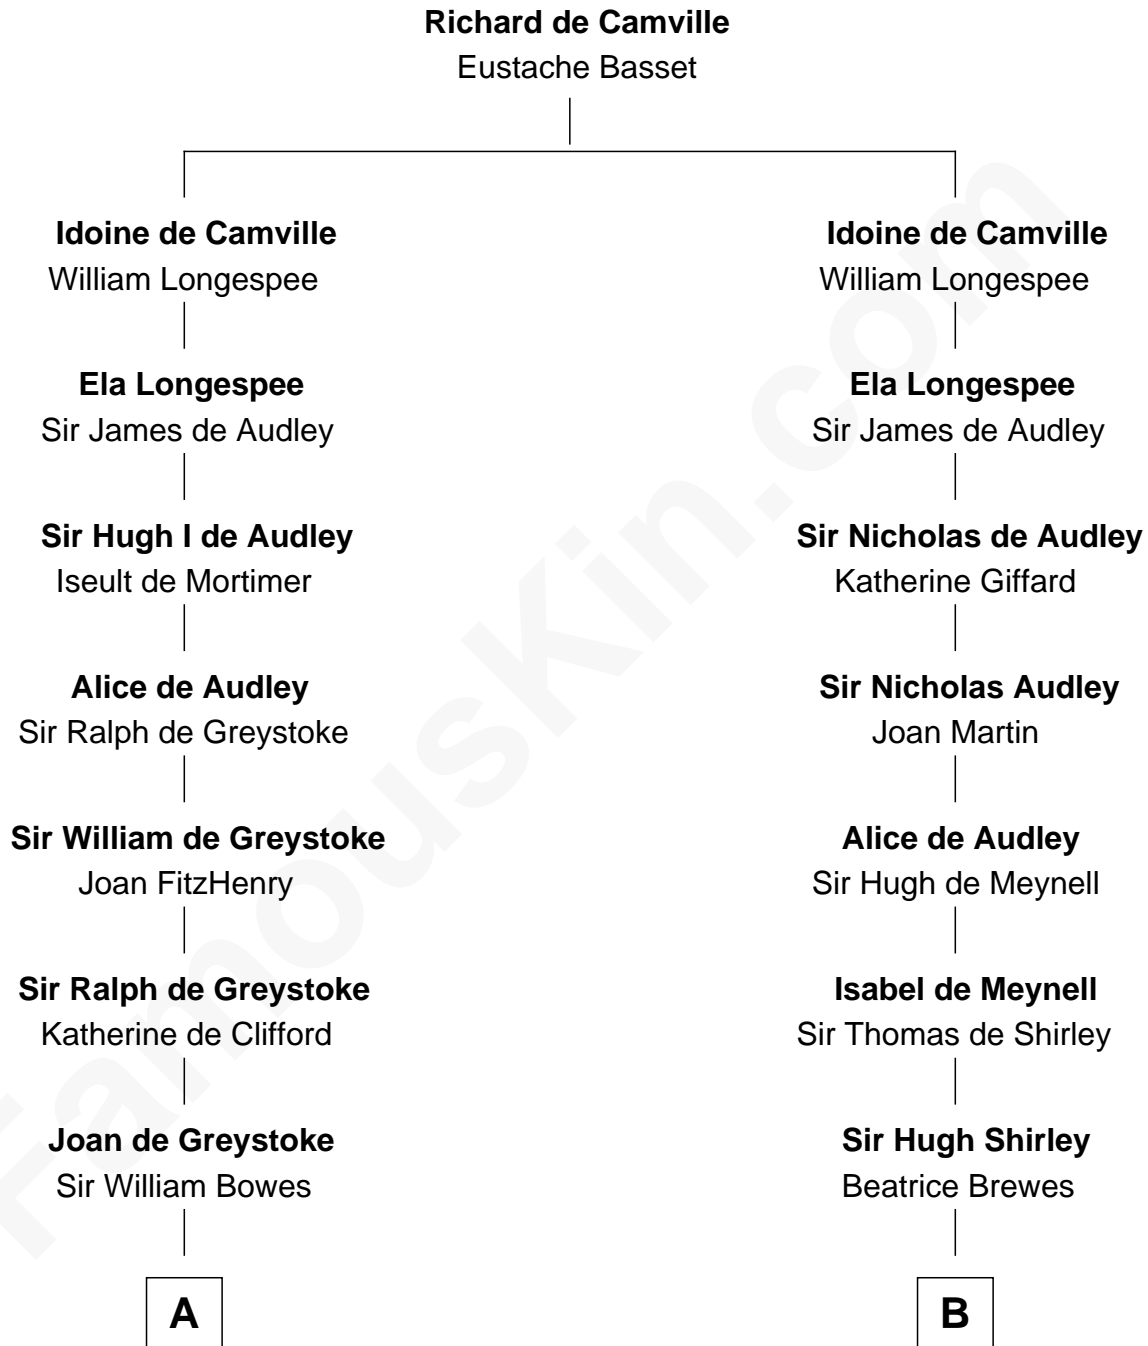 Richard de Camville
Eustache Basset
Idoine de Camville
William Longespee
Idoine de Camville
William Longespee
Ela Longespee
Sir James de Audley
Ela Longespee
Sir James de Audley
Sir Hugh I de Audley
Iseult de Mortimer
Sir Nicholas de Audley
Katherine Giffard
Alice de Audley
Sir Ralph de Greystoke
Sir Nicholas Audley
Joan Martin
Sir William de Greystoke
Joan FitzHenry
Alice de Audley
Sir Hugh de Meynell
Sir Ralph de Greystoke
Katherine de Clifford
Isabel de Meynell
Sir Thomas de Shirley
Joan de Greystoke
Sir William Bowes
Sir Hugh Shirley
Beatrice Brewes
A
B
FamousKin.com